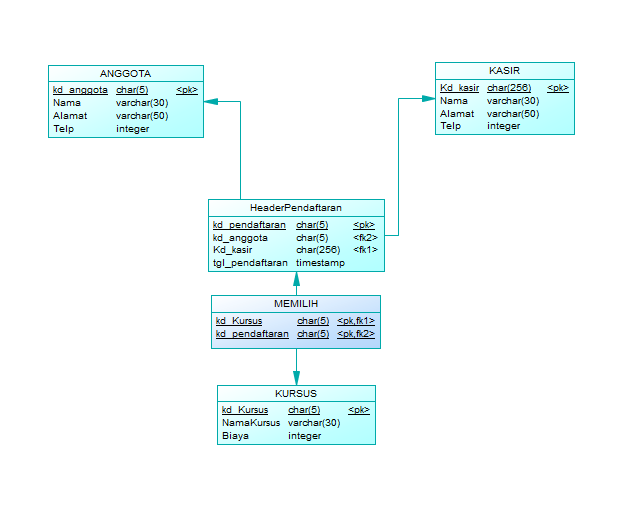 ANGGOTA
kd_anggota char(5) <pk>
Nama varchar(30)
Alamat varchar(50)
Telp integer
KASIR
Kd_kasir char(256) <pk>
Nama varchar(30)
Alamat varchar(50)
Telp integer
HeaderPendaftaran
kd_pendaftaran char(5) <pk>
kd_anggota char(5) <fk2>
Kd_kasir char(256) <fk1>
tgl_pendaftaran timestamp
MEMILIH
kd_Kursus char(5) <pk,fk1>
kd_pendaftaran char(5) <pk,fk2>
KURSUS
kd_Kursus char(5) <pk>
NamaKursus varchar(30)
Biaya integer